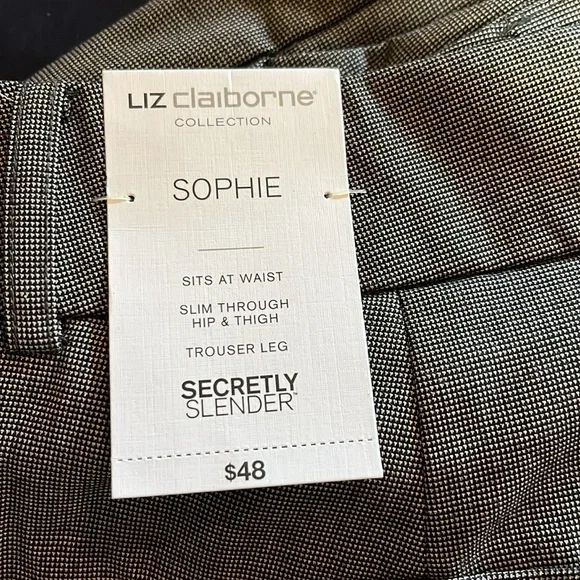 LIZ claiborne®
COLLECTION
SOPHIE
SITS AT WAIST
SLIM THROUGH
HIP & THIGH
TROUSER LEG
SECRETLY
SLENDER™
$48